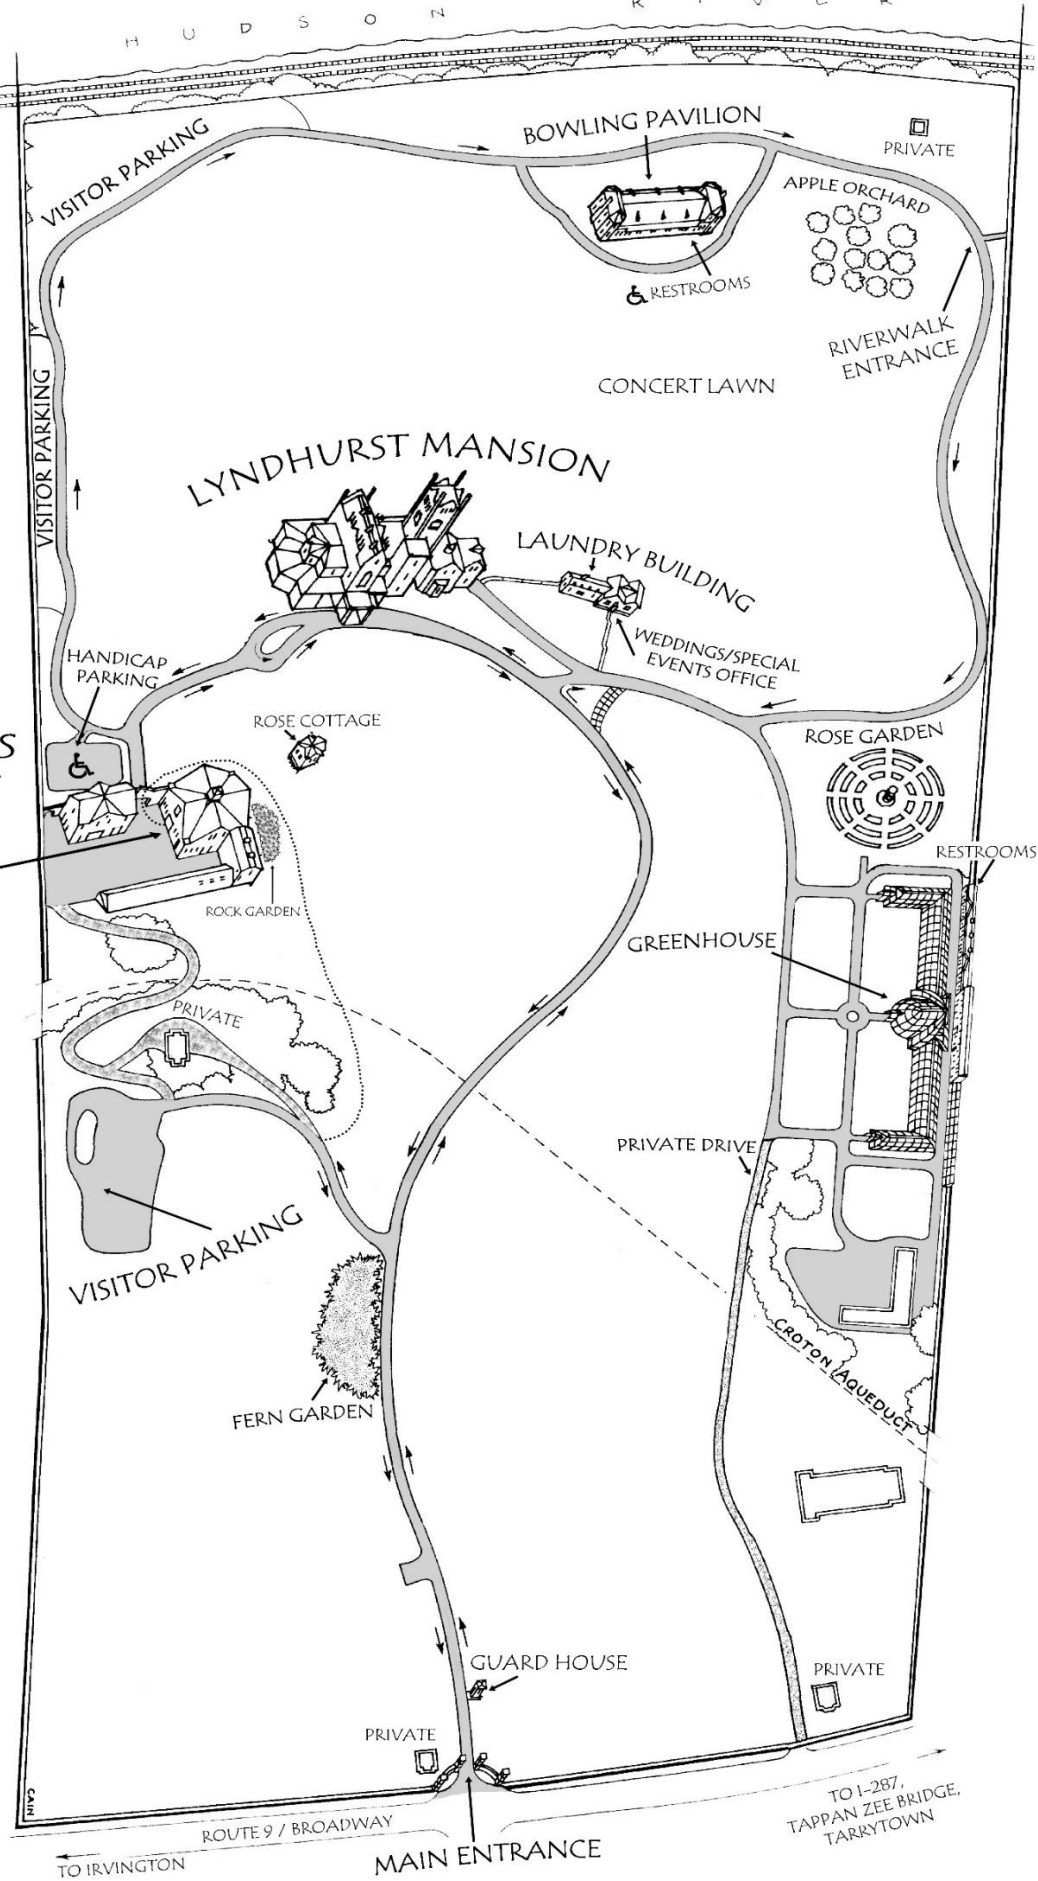 HUDSON RIVER
VISITOR PARKING
BOWLING PAVILION
PRIVATE
APPLE ORCHARD
RESTROOMS
RIVERWALK
ENTRANCE
CONCERT LAWN
VISITOR PARKING
LYNDHURST MANSION
LAUNDRY BUILDING
WEDDINGS/SPECIAL
EVENTS OFFICE
HANDICAP
PARKING
ROSE COTTAGE
S
ROSE GARDEN
RESTROOMS
ROCK GARDEN
GREENHOUSE
PRIVATE
PRIVATE DRIVE
VISITOR PARKING
CROTON AQUEDUCT
FERN GARDEN
GUARD HOUSE
PRIVATE
PRIVATE
CAIN
ROUTE 9 / BROADWAY
TO I-287,
TAPPAN ZEE BRIDGE,
TARRYTOWN
MAIN ENTRANCE
TO IRVINGTON